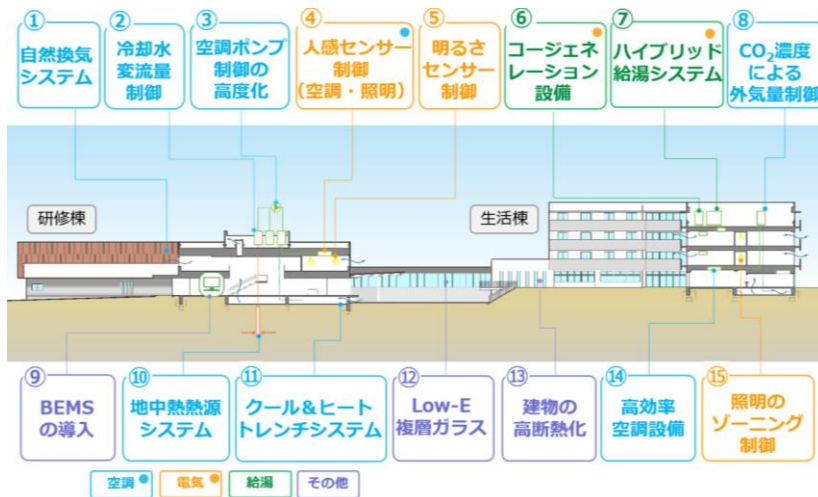 ①
自然換気
システム
②
冷却水
変流量
制御
③
空調ポンプ
制御の
高度化
④
人感センサー
制御
(空調・照明)
⑤
明るさ
センサー
制御
⑥
コージェネ
レーション
設備
⑦
ハイブリッド
給湯システム
⑧
CO₂濃度
による
外気量制御
研修棟
生活棟
⑨
BEMS
の導入
⑩
地中熱熱源
システム
⑪
クール&ヒート
トレンチシステム
⑫
Low-E
複層ガラス
⑬
建物の
高断熱化
⑭
高効率
空調設備
⑮
照明の
ゾーニング
制御
空調
電気
給湯
その他